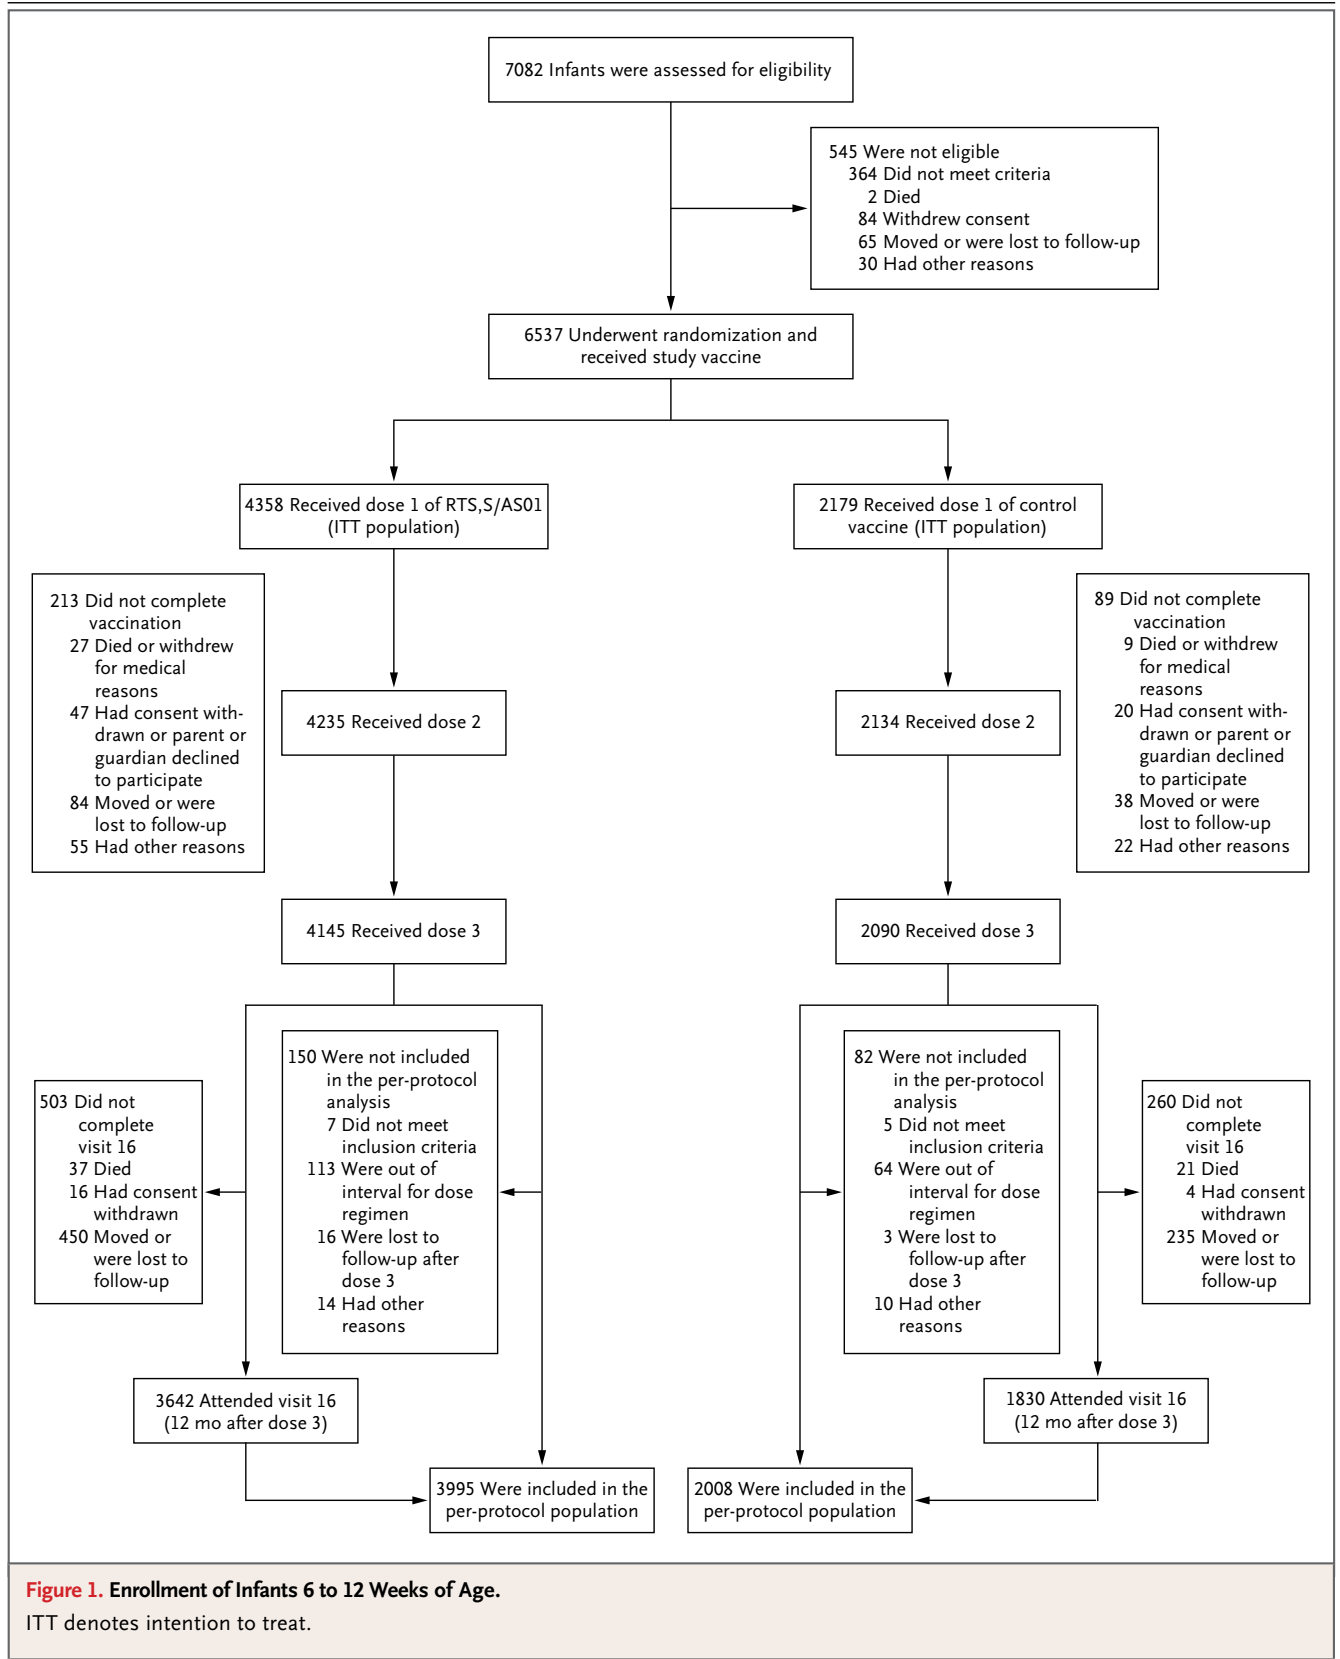 7082 Infants were assessed for eligibility
545 Were not eligible
364 Did not meet criteria
2 Died
84 Withdrew consent
65 Moved or were lost to follow-up
30 Had other reasons
6537 Underwent randomization and
received study vaccine
4358 Received dose 1 of RTS,S/AS01
(ITT population)
2179 Received dose 1 of control
vaccine (ITT population)
213 Did not complete
vaccination
27 Died or withdrew
for medical
reasons
47 Had consent with-
drawn or parent or
guardian declined
to participate
84 Moved or were
lost to follow-up
55 Had other reasons
89 Did not complete
vaccination
9 Died or withdrew
for medical
reasons
20 Had consent with-
drawn or parent or
guardian declined
to participate
38 Moved or were
lost to follow-up
22 Had other reasons
4235 Received dose 2
2134 Received dose 2
4145 Received dose 3
2090 Received dose 3
503 Did not
complete
visit 16
37 Died
16 Had consent
withdrawn
450 Moved or
were lost to
follow-up
150 Were not included
in the per-protocol
analysis
7 Did not meet
inclusion criteria
113 Were out of
interval for dose
regimen
16 Were lost to
follow-up after
dose 3
14 Had other
reasons
82 Were not included
in the per-protocol
analysis
5 Did not meet
inclusion criteria
64 Were out of
interval for dose
regimen
3 Were lost to
follow-up after
dose 3
10 Had other
reasons
260 Did not
complete
visit 16
21 Died
4 Had consent
withdrawn
235 Moved or
were lost to
follow-up
3642 Attended visit 16
(12 mo after dose 3)
1830 Attended visit 16
(12 mo after dose 3)
3995 Were included in the
per-protocol population
2008 Were included in the
per-protocol population
Figure 1. Enrollment of Infants 6 to 12 Weeks of Age.
ITT denotes intention to treat.